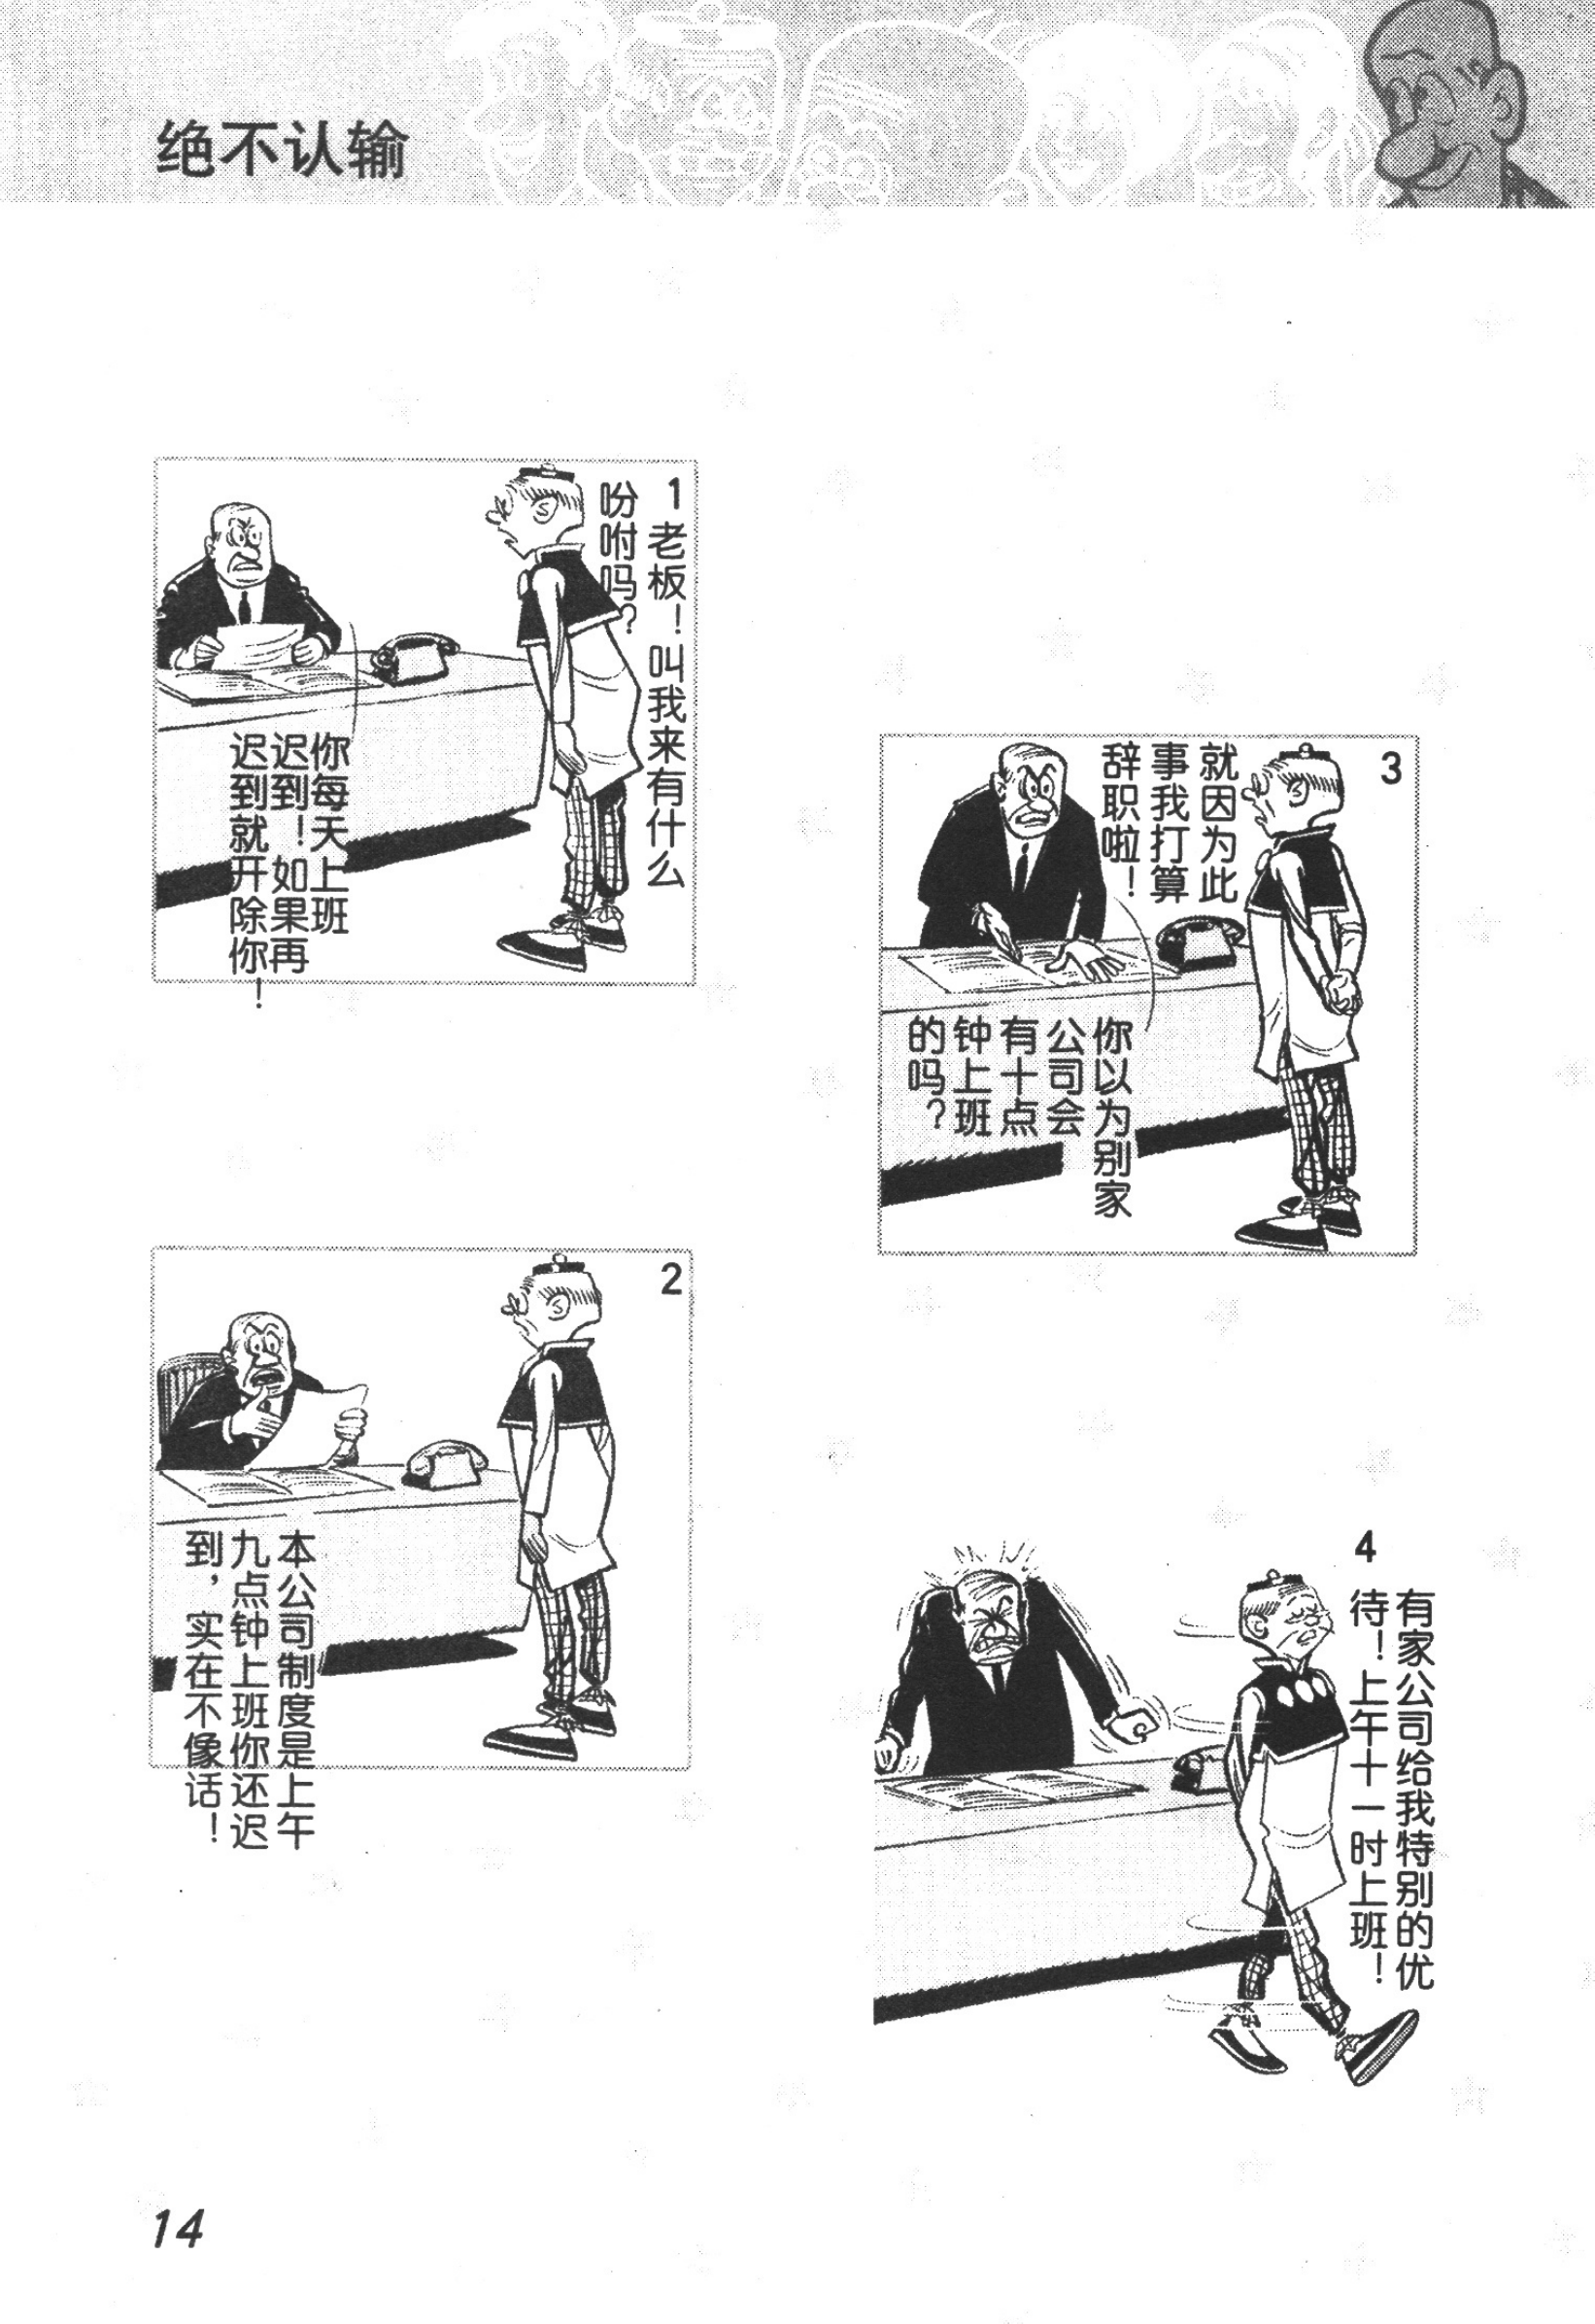 绝不认输
1
老板！叫我来有什么
吩咐吗？
你每天上班
迟到！如果再
迟到就开除你！
2
本公司制度是上午
九点钟上班你还迟
到，实在不像话！
3
就因为此
事我打算
辞职啦！
你以为别家
公司会
有十点
钟上班
的吗？
4
有家公司给我特别的优
待！上午十一时上班！
14